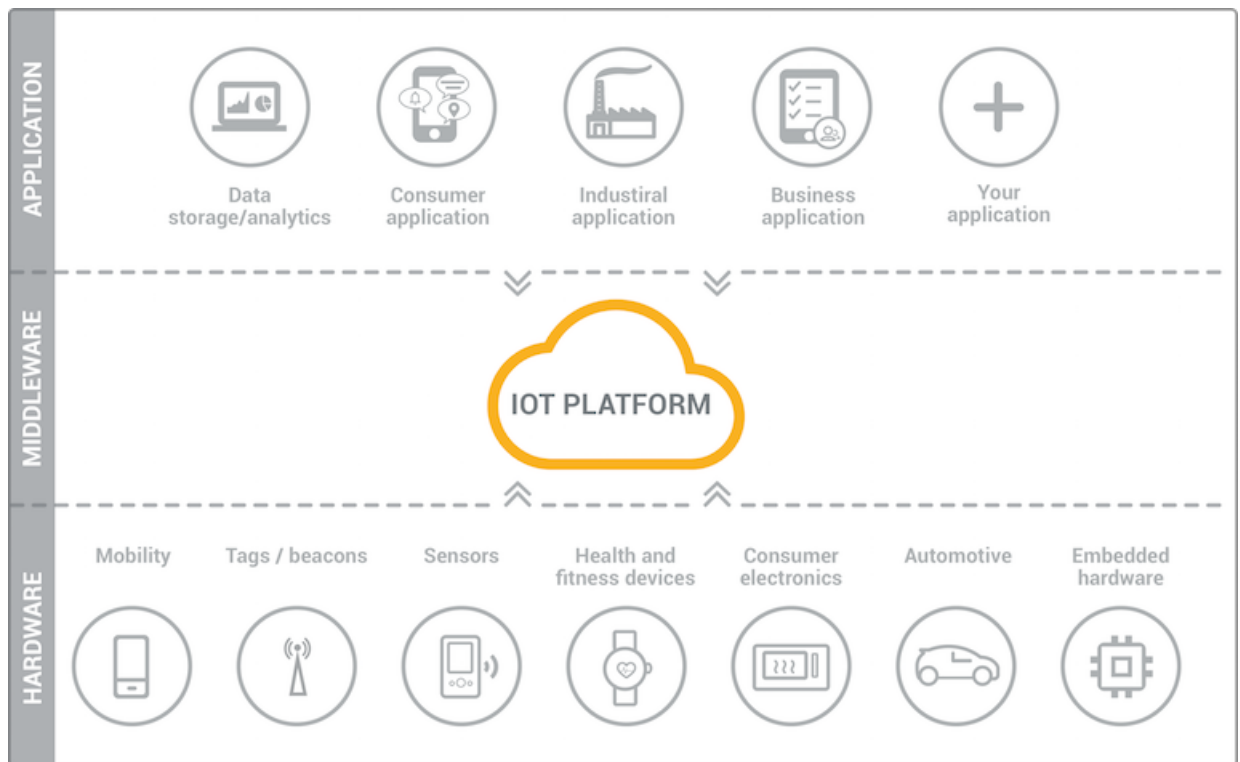 APPLICATION
Data
storage/analytics
Consumer
application
Industiral
application
Business
application
Your
application
MIDDLEWARE
IOT PLATFORM
HARDWARE
Mobility
Tags / beacons
Sensors
Health and
fitness devices
Consumer
electronics
Automotive
Embedded
hardware